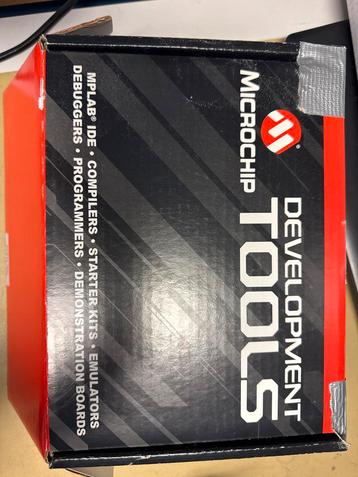 MICROCHIP
DEVELOPMENT
TOOLS
MPLAB® IDE • COMPILERS • STARTER KITS • EMULATORS
DEBUGGERS • PROGRAMMERS • DEMONSTRATION BOARDS